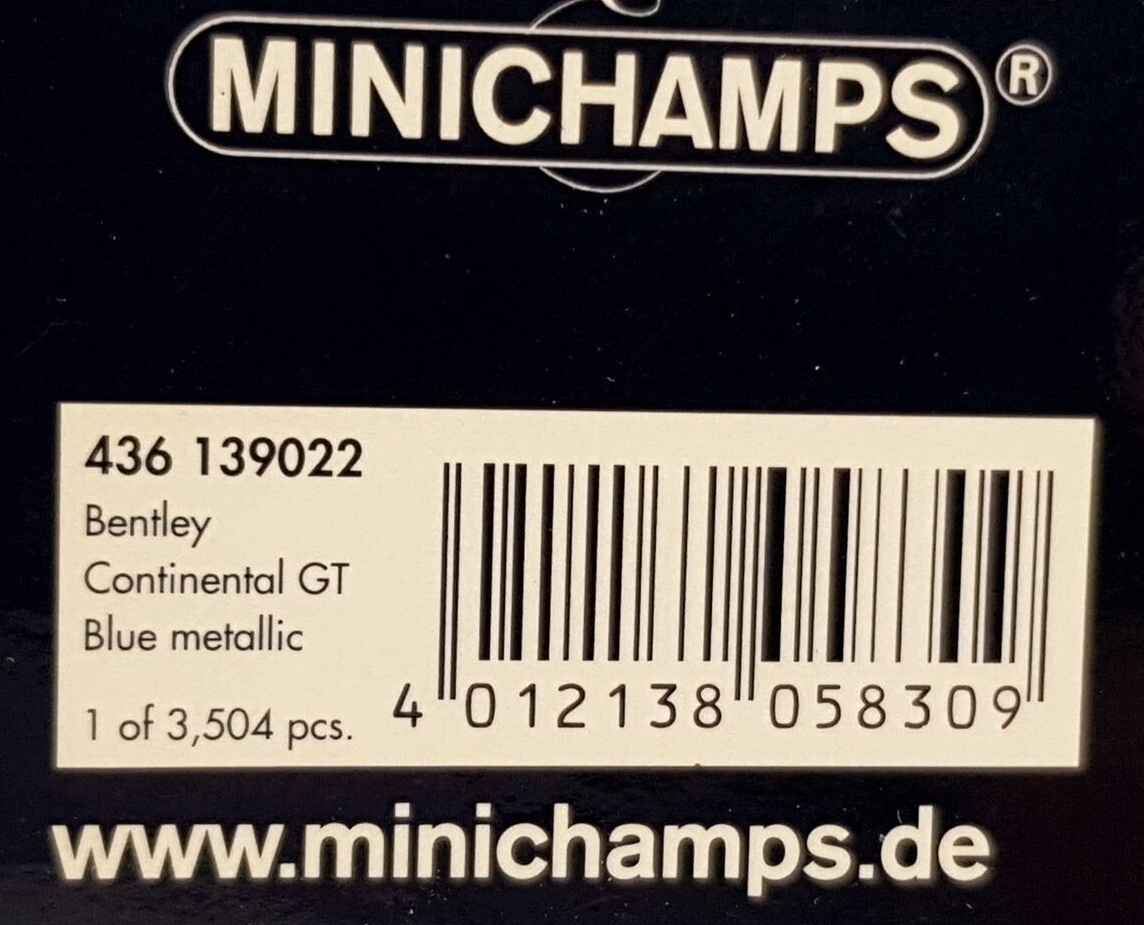 MINICHAMPS®
436 139022
Bentley
Continental GT
Blue metallic
1 of 3,504 pcs.
4 012138 058309
www.minichamps.de